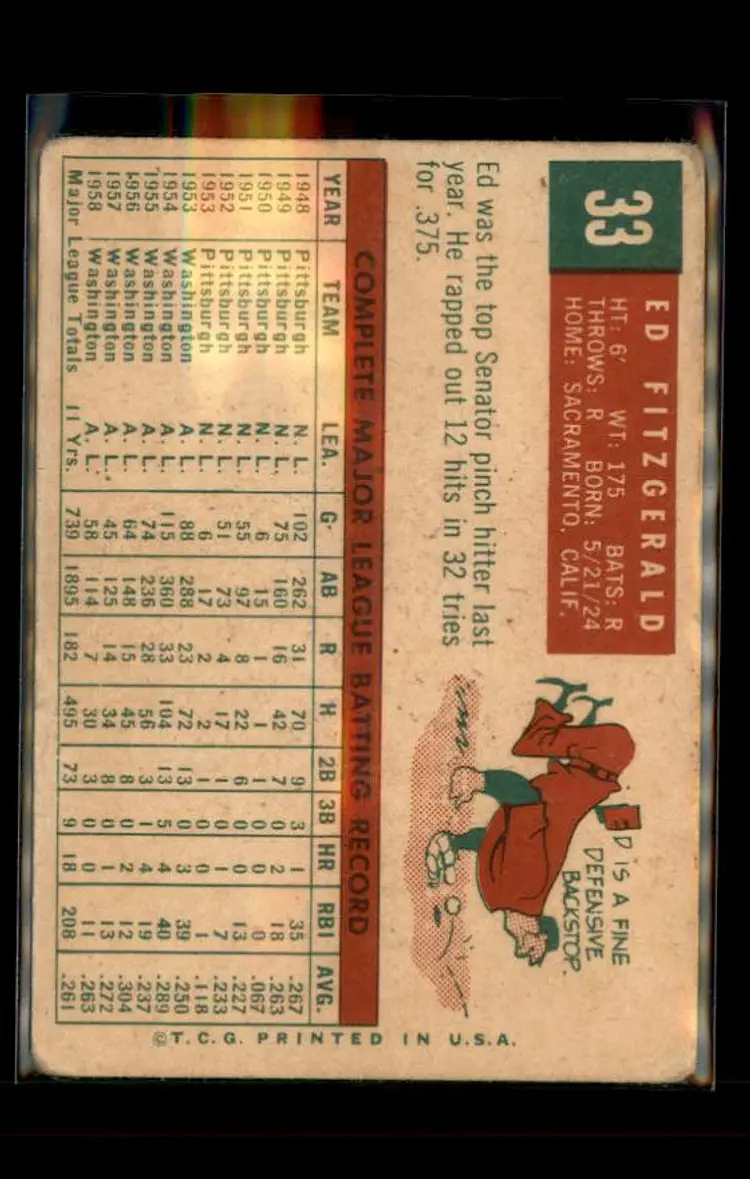 33
ED FITZGERALD
HT: 6' WT: 175 BATS: R
THROWS: R BORN: 5/21/24
HOME: SACRAMENTO, CALIF.
Ed was the top Senator pinch hitter last
year. He rapped out 12 hits in 32 tries
for .375.
ED IS A FINE
DEFENSIVE
BACKSTOP.
COMPLETE MAJOR LEAGUE BATTING RECORD
YEAR TEAM LEA. G. AB R H 2B 3B HR RBI AVG.
1948 Pittsburgh N. L. 102 262 31 70 9 3 1 35 .267
1949 Pittsburgh N. L. 75 160 16 42 7 0 2 18 .263
1950 Pittsburgh N. L. 6 15 1 1 1 0 0 0 .067
1951 Pittsburgh N. L. 55 97 8 22 6 0 0 13 .227
1952 Pittsburgh N. L. 51 73 4 17 1 0 1 7 .233
1953 Pittsburgh N. L. 6 17 2 2 1 0 0 1 .118
1953 Washington A. L. 88 288 23 72 13 0 3 39 .250
1954 Washington A. L. 115 360 33 104 13 5 4 40 .289
1955 Washington A. L. 74 236 28 56 3 1 4 19 .237
1956 Washington A. L. 64 148 15 45 8 0 2 12 .304
1957 Washington A. L. 45 125 14 34 8 0 1 13 .272
1958 Washington A. L. 58 114 7 30 3 0 0 11 .263
Major League Totals 11 Yrs. 739 1895 182 495 73 9 18 208 .261
©T.C.G. PRINTED IN U.S.A.